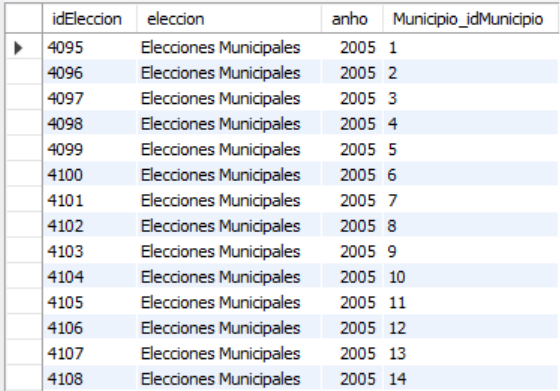 idEleccion eleccion anho Municipio_idMunicipio
4095 Elecciones Municipales 2005 1
4096 Elecciones Municipales 2005 2
4097 Elecciones Municipales 2005 3
4098 Elecciones Municipales 2005 4
4099 Elecciones Municipales 2005 5
4100 Elecciones Municipales 2005 6
4101 Elecciones Municipales 2005 7
4102 Elecciones Municipales 2005 8
4103 Elecciones Municipales 2005 9
4104 Elecciones Municipales 2005 10
4105 Elecciones Municipales 2005 11
4106 Elecciones Municipales 2005 12
4107 Elecciones Municipales 2005 13
4108 Elecciones Municipales 2005 14